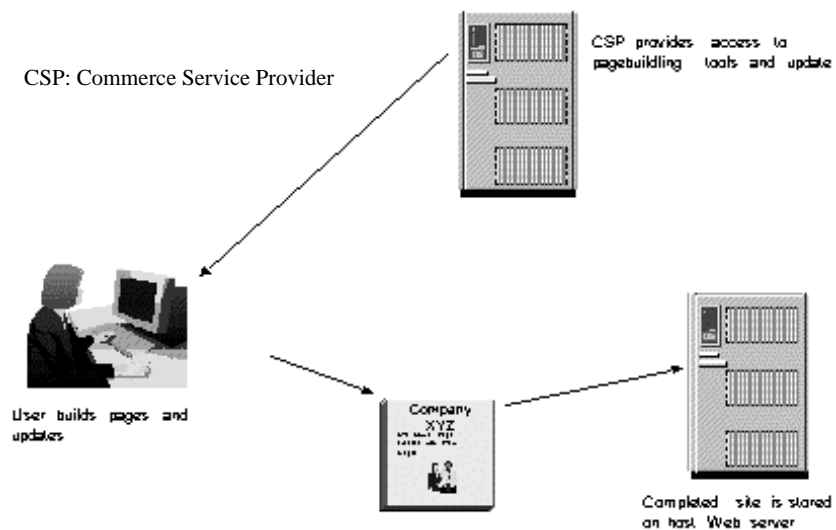 CSP provides access to
pagebuildling tools and update
CSP: Commerce Service Provider
User builds pages and
updates
Company
XYZ
Completed site is stored
on host Web server